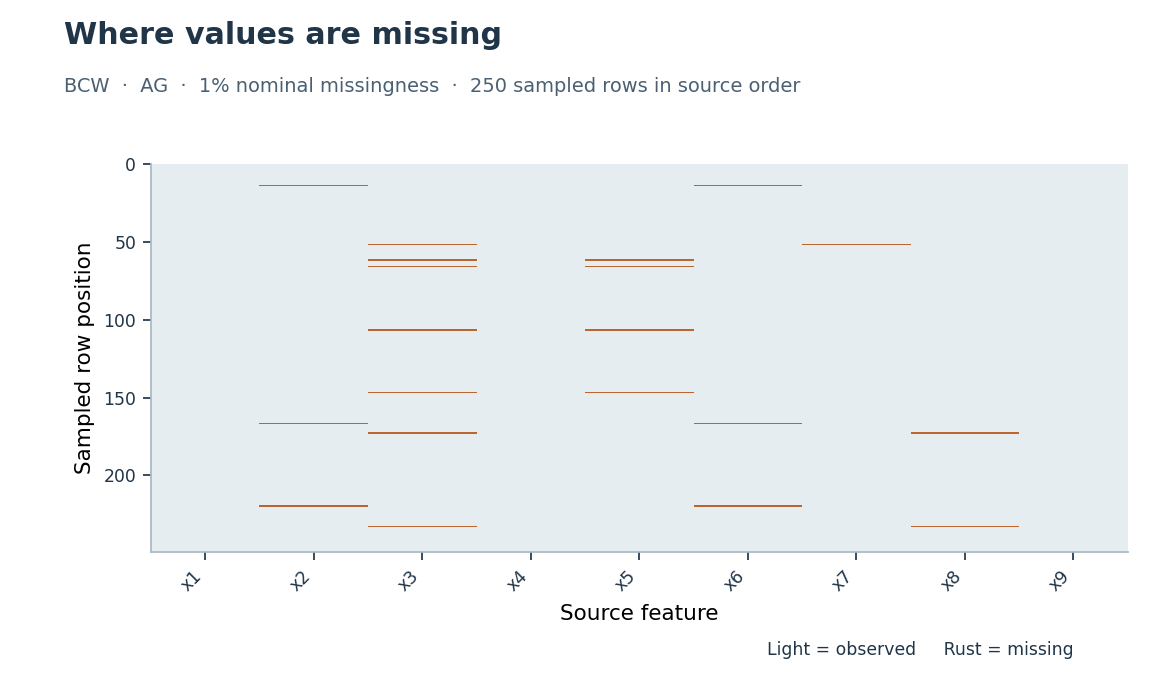 Where values are missing
BCW · AG · 1% nominal missingness · 250 sampled rows in source order
0
50
100
150
200
Sampled row position
x1 x2 x3 x4 x5 x6 x7 x8 x9
Source feature
Light = observed Rust = missing